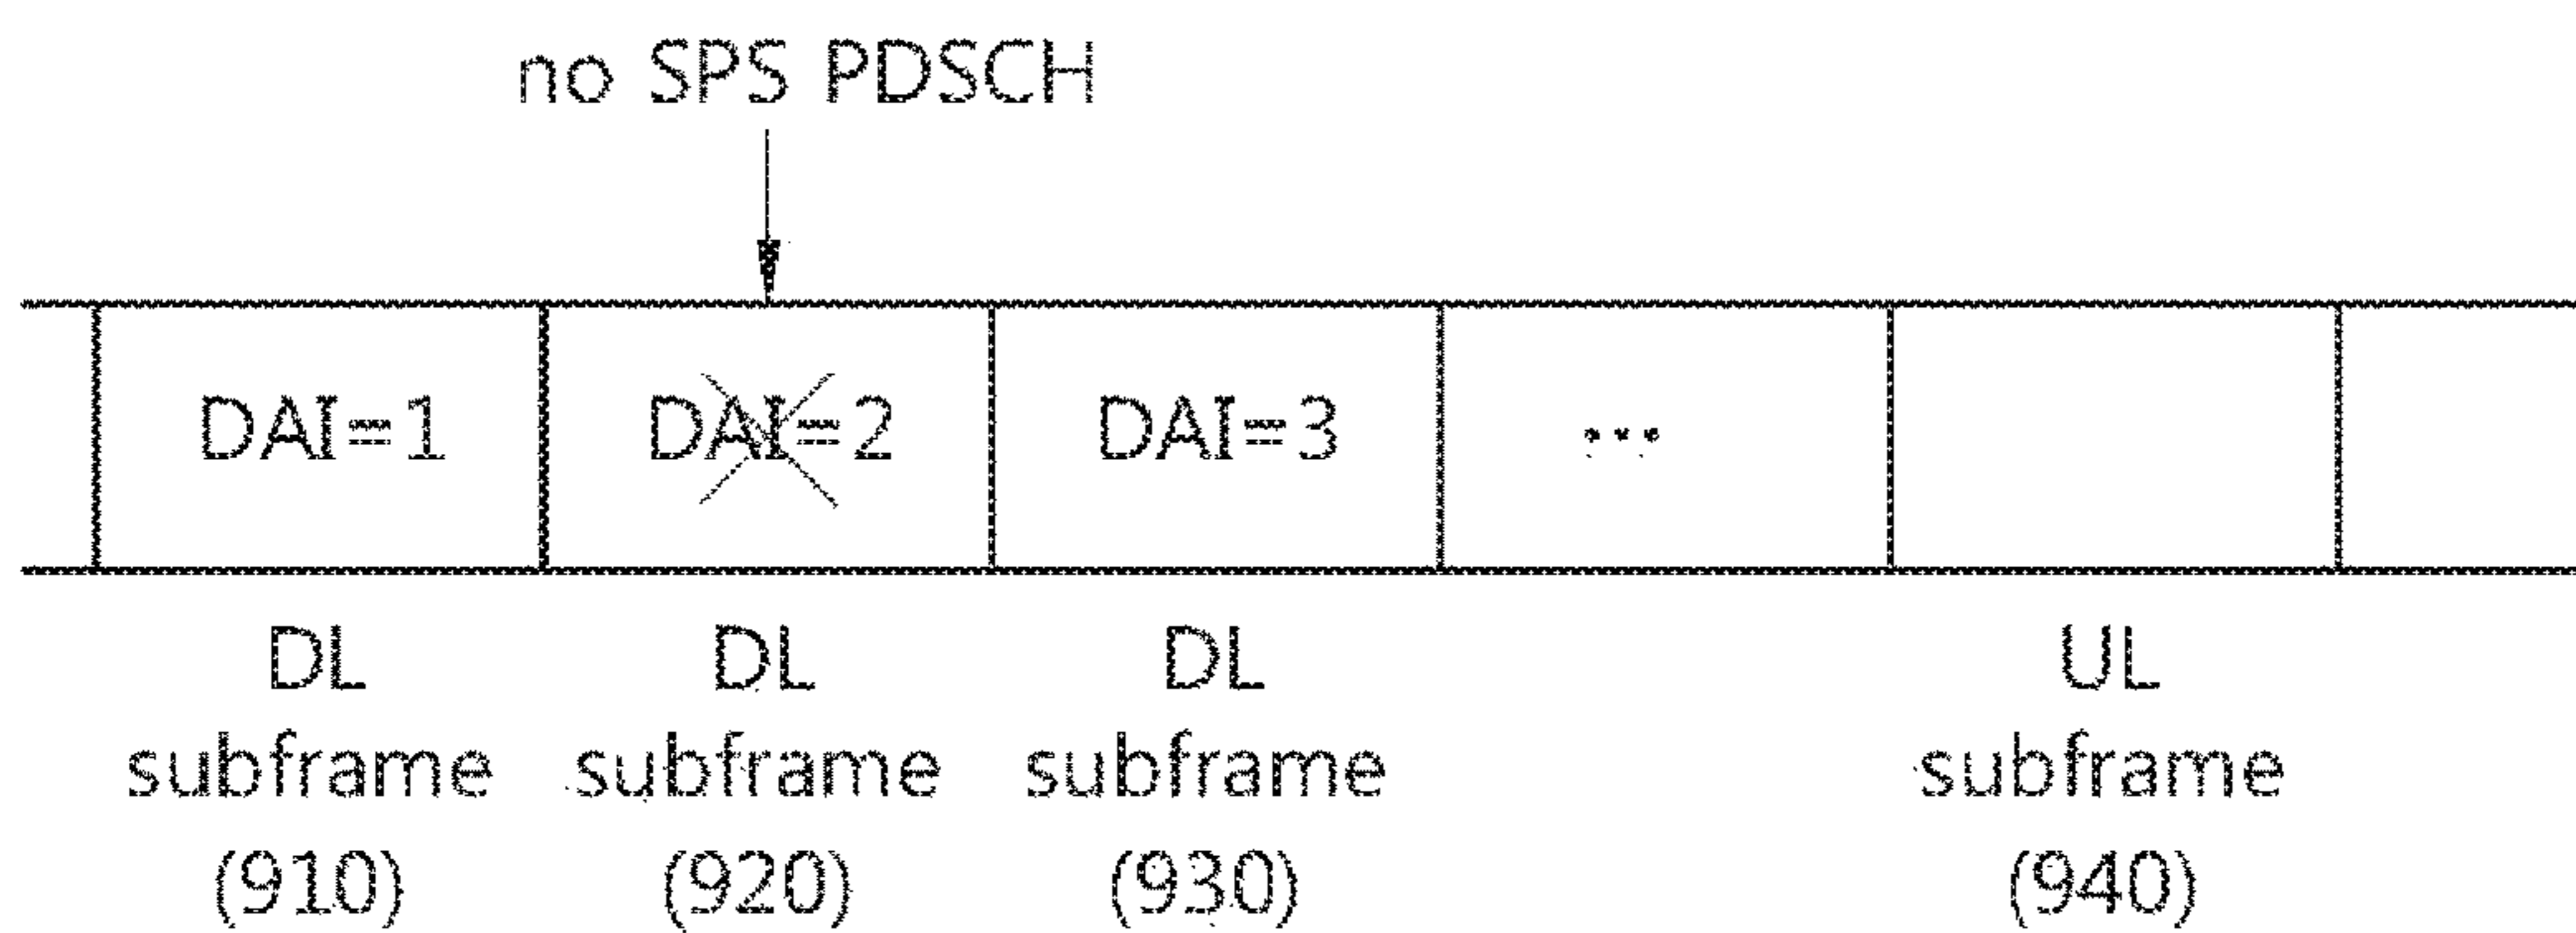 no SPS PDSCH
DAI=1 DAI=2 DAI=3 ...
DL DL DL UL
subframe subframe subframe subframe
(910) (920) (930) (940)